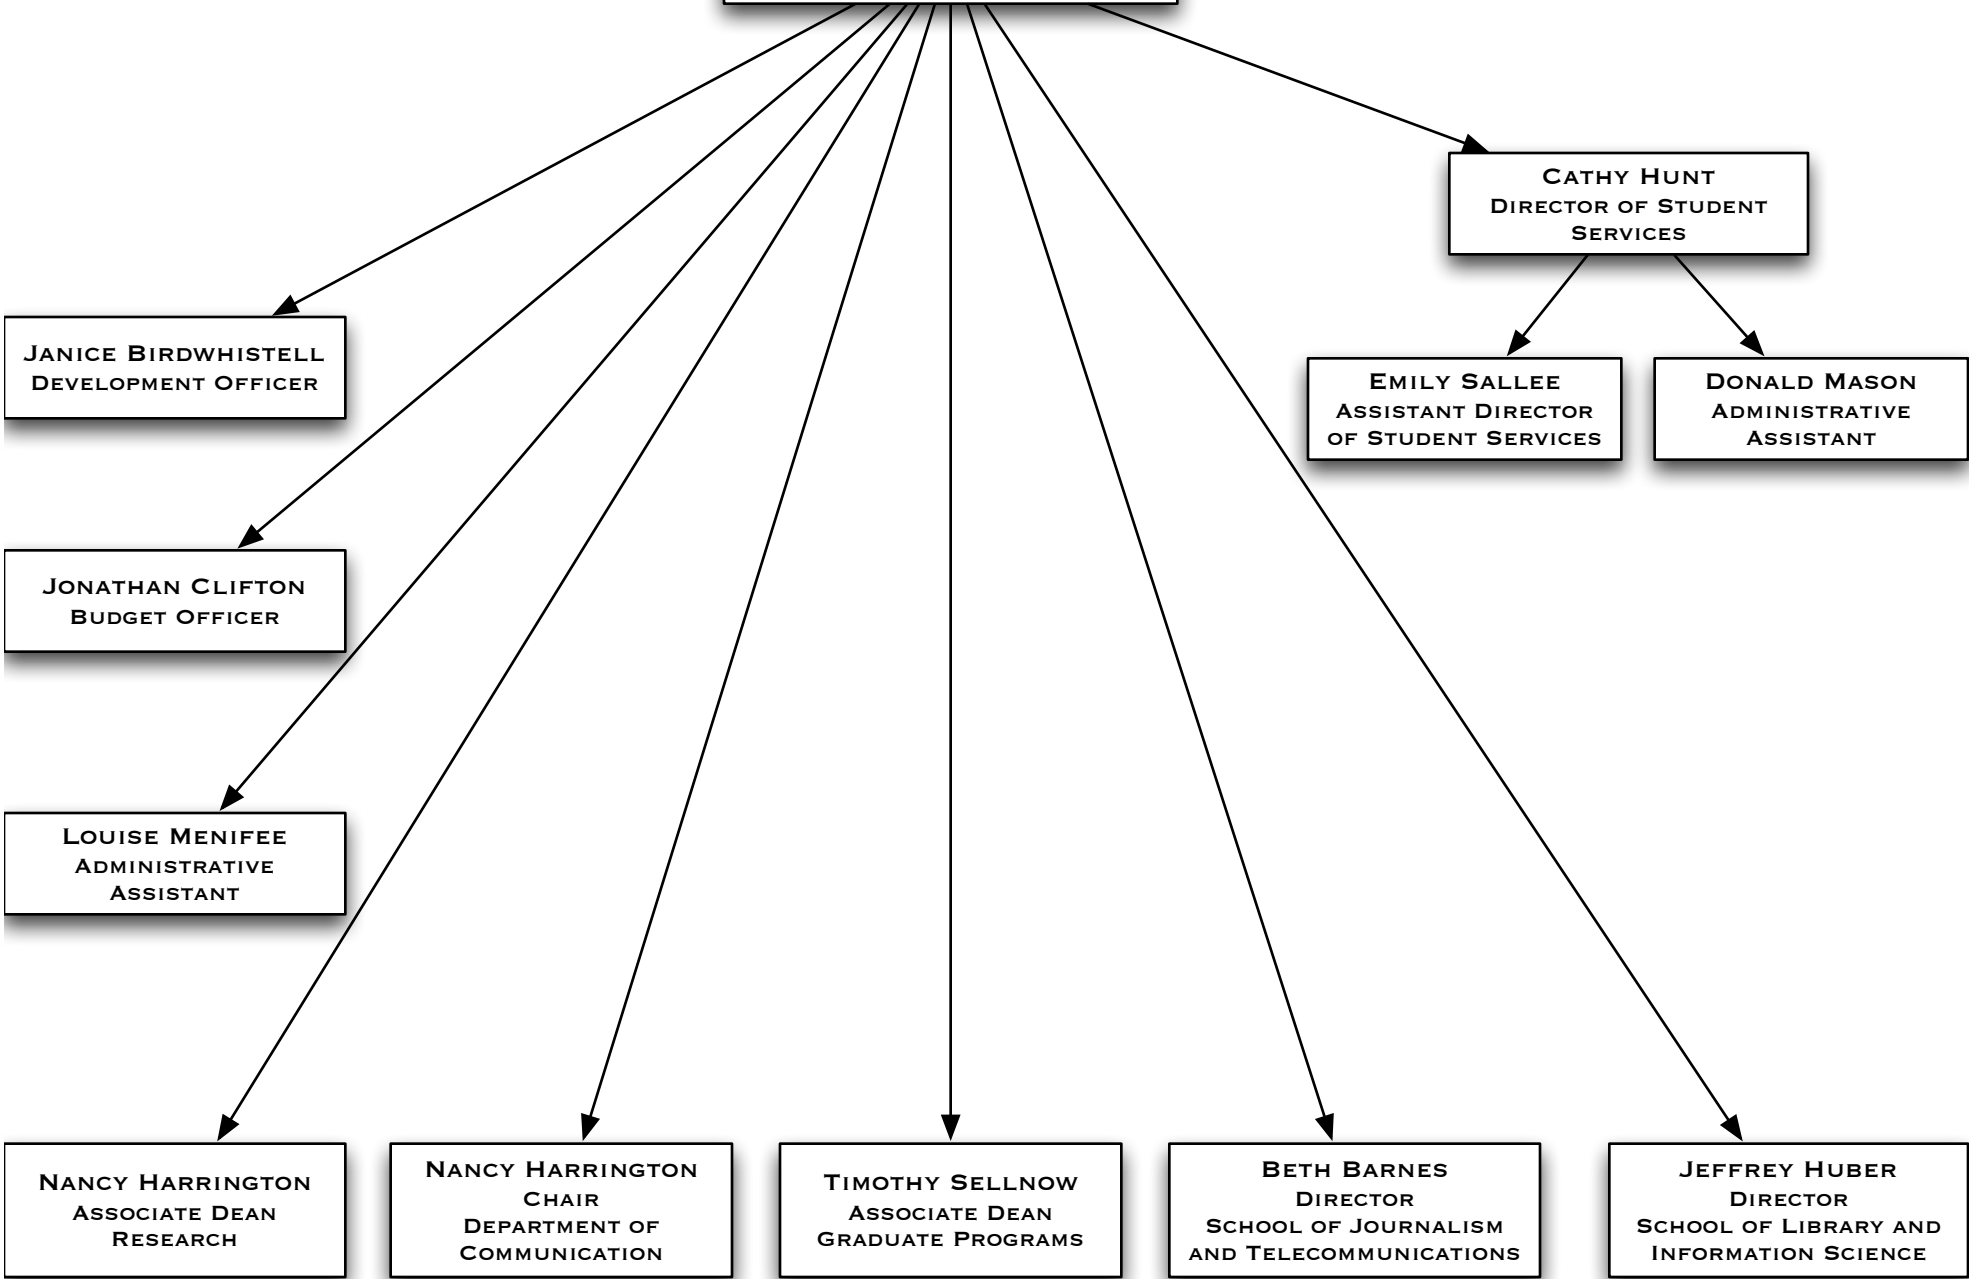 CATHY HUNT
DIRECTOR OF STUDENT
SERVICES
JANICE BIRDWHISTELL
DEVELOPMENT OFFICER
EMILY SALLEE
ASSISTANT DIRECTOR
OF STUDENT SERVICES
DONALD MASON
ADMINISTRATIVE
ASSISTANT
JONATHAN CLIFTON
BUDGET OFFICER
LOUISE MENIFEE
ADMINISTRATIVE
ASSISTANT
NANCY HARRINGTON
ASSOCIATE DEAN
RESEARCH
NANCY HARRINGTON
CHAIR
DEPARTMENT OF
COMMUNICATION
TIMOTHY SELLNOW
ASSOCIATE DEAN
GRADUATE PROGRAMS
BETH BARNES
DIRECTOR
SCHOOL OF JOURNALISM
AND TELECOMMUNICATIONS
JEFFREY HUBER
DIRECTOR
SCHOOL OF LIBRARY AND
INFORMATION SCIENCE